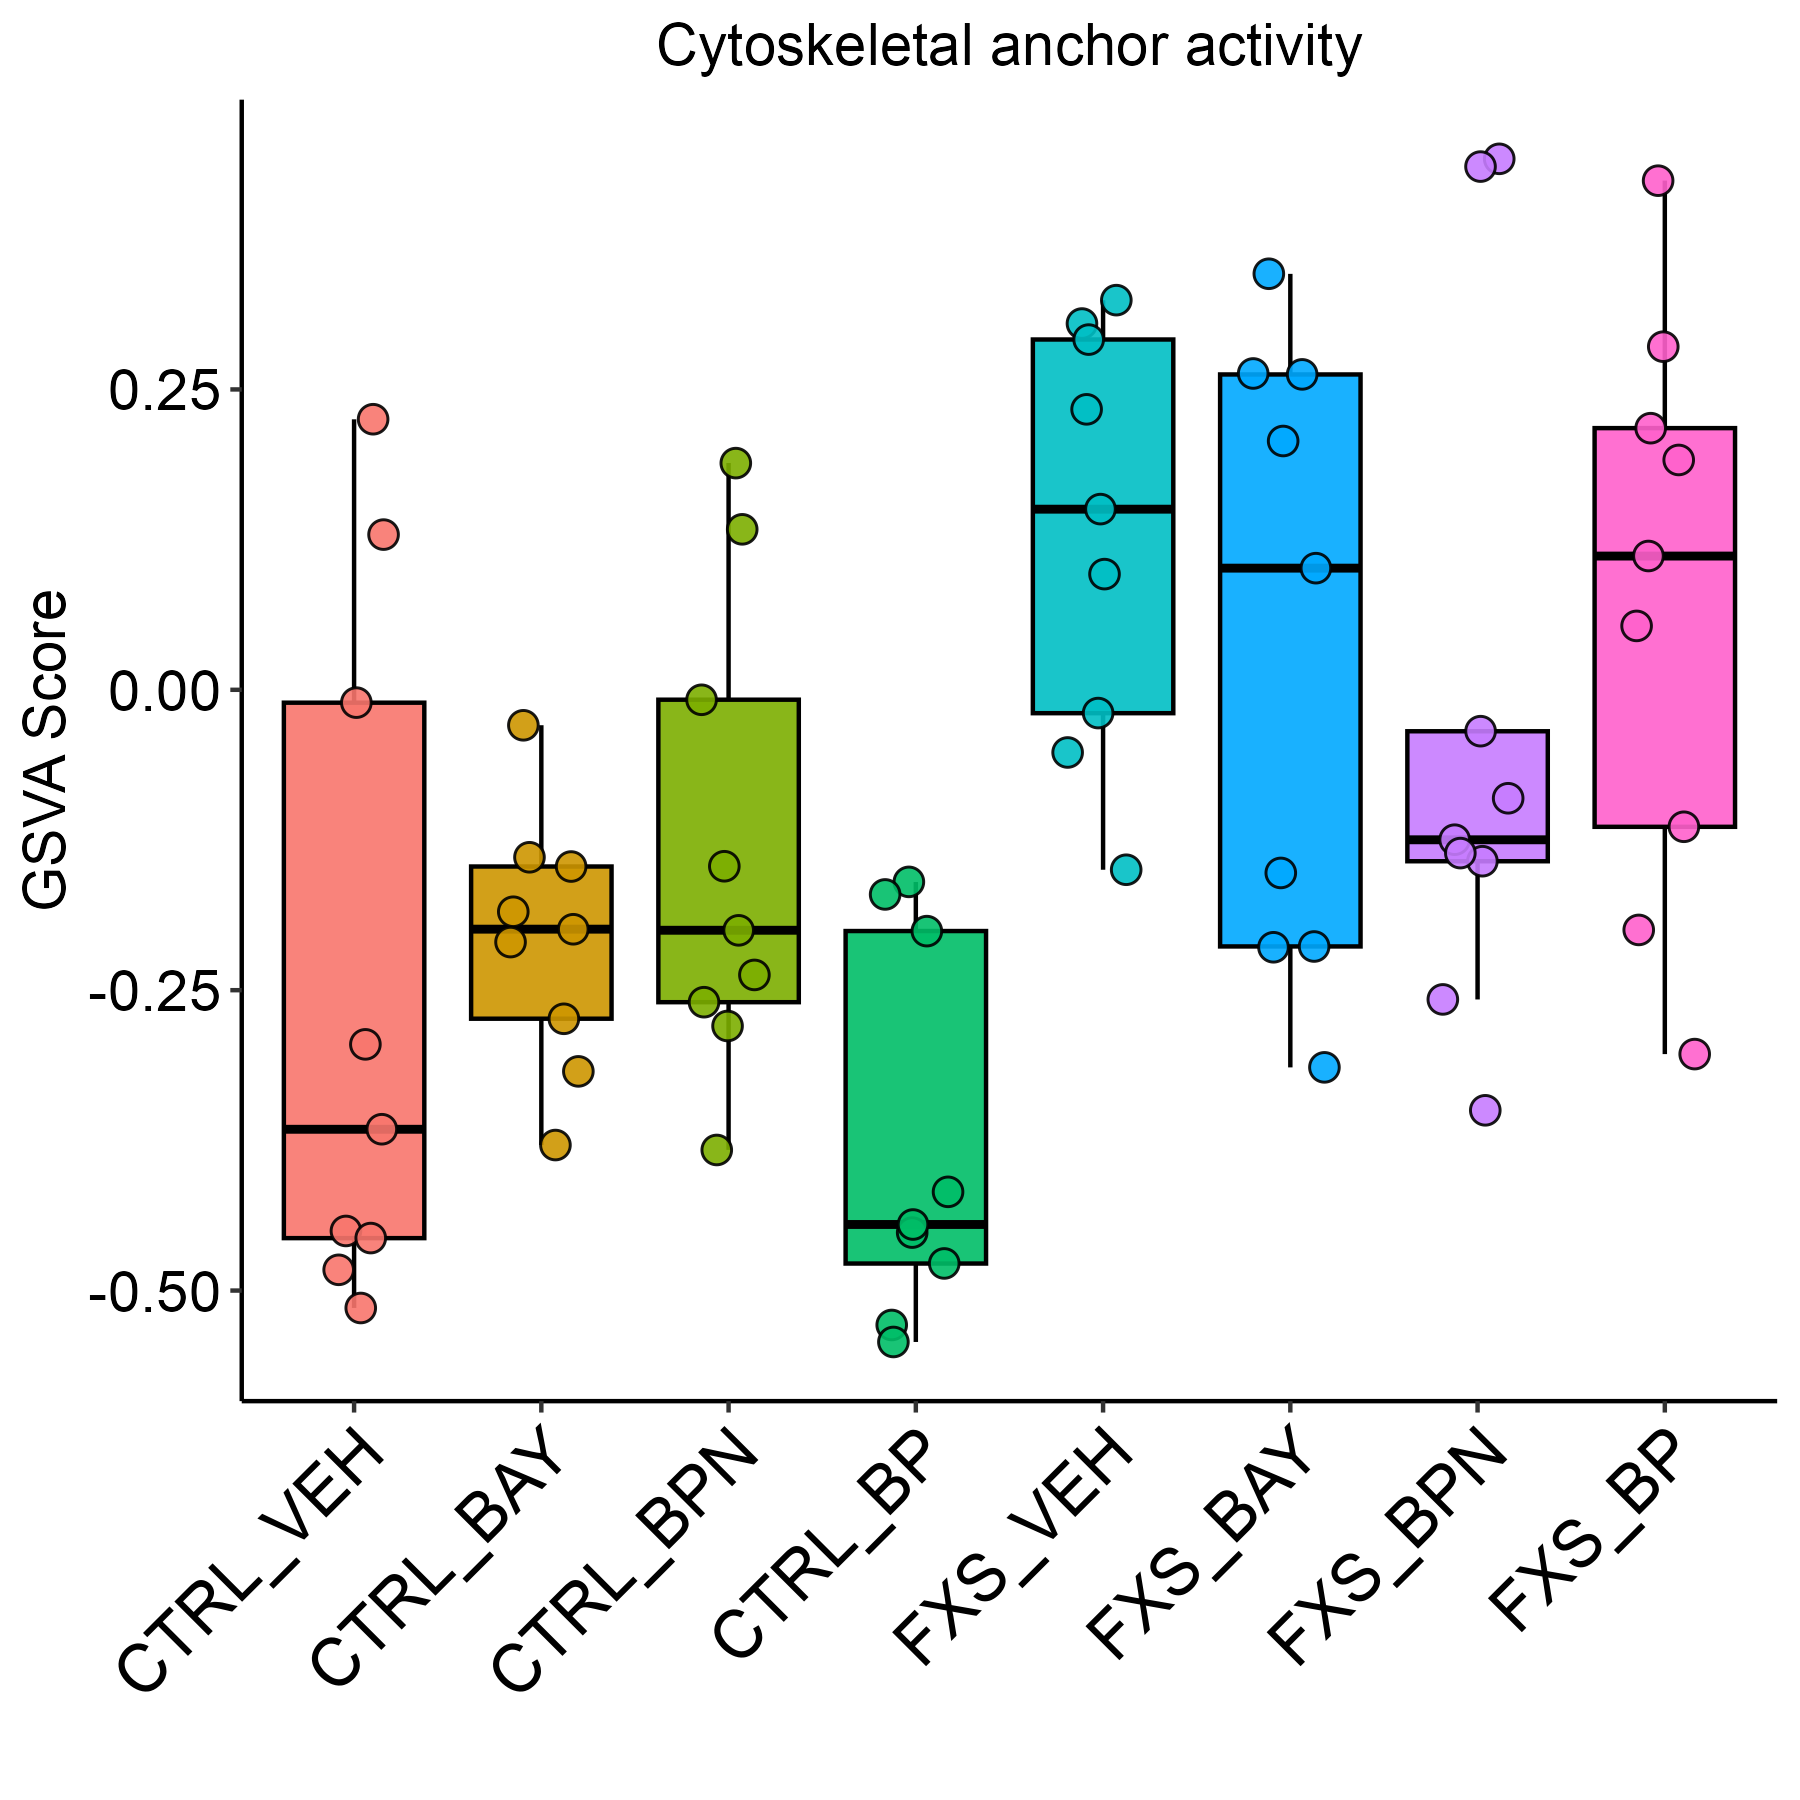 Cytoskeletal anchor activity
GSVA Score
0.25
0.00
-0.25
-0.50
CTRL_VEH
CTRL_BAY
CTRL_BPN
CTRL_BP
FXS_VEH
FXS_BAY
FXS_BPN
FXS_BP